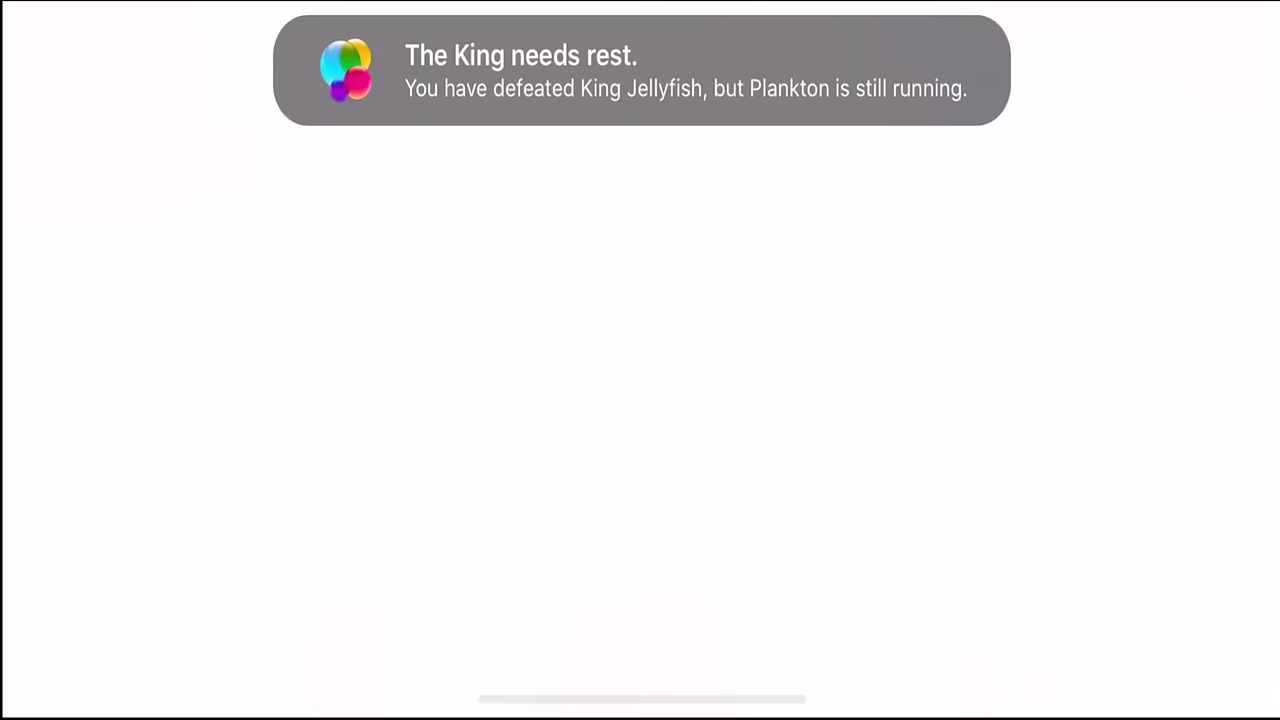 The King needs rest.
You have defeated King Jellyfish, but Plankton is still running.